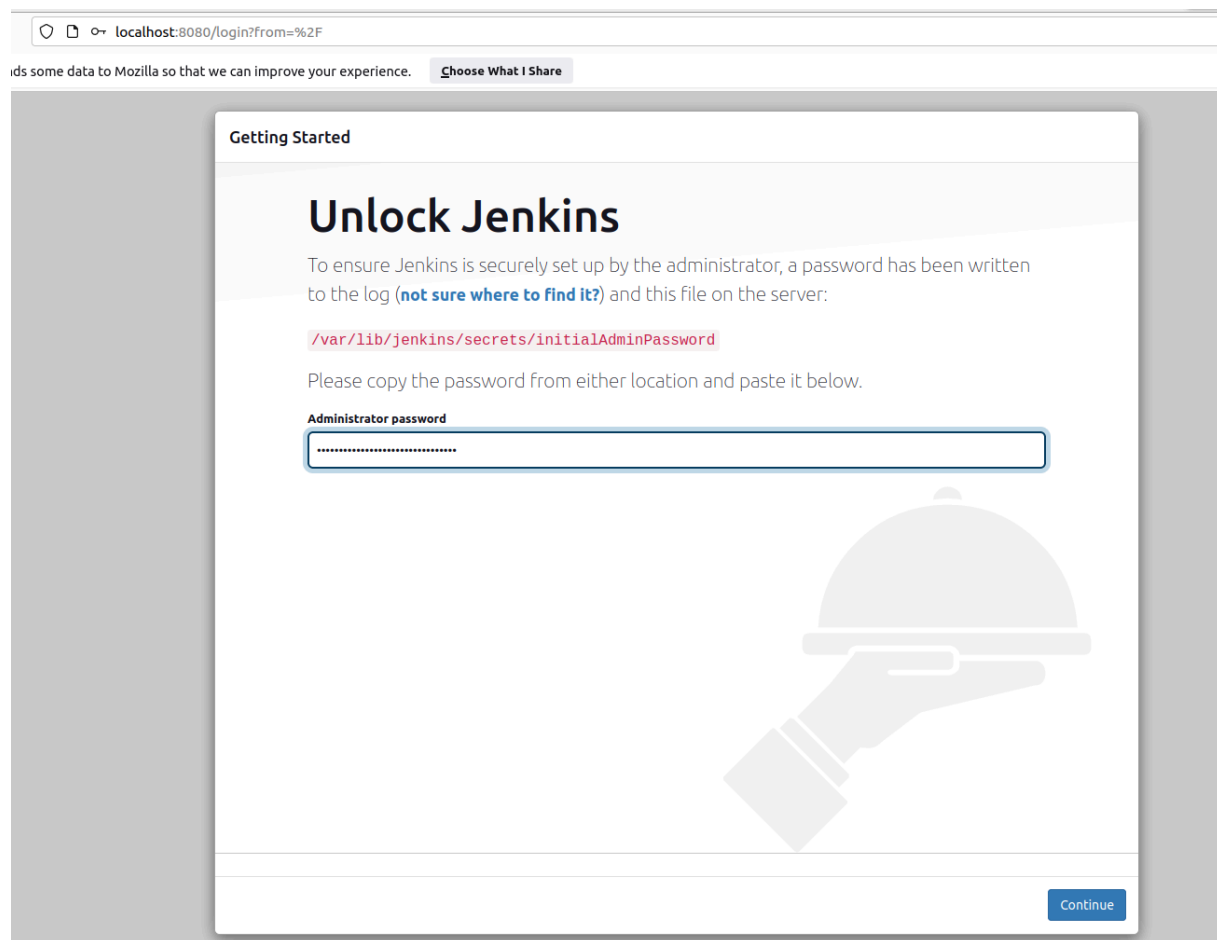 localhost:8080/login?from=%2F
ds some data to Mozilla so that we can improve your experience. Choose What I Share
Getting Started
Unlock Jenkins
To ensure Jenkins is securely set up by the administrator, a password has been written
to the log (not sure where to find it?) and this file on the server:
/var/lib/jenkins/secrets/initialAdminPassword
Please copy the password from either location and paste it below.
Administrator password
••••••••••••••••••••••••••••••••
Continue